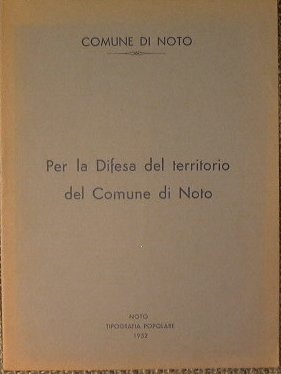 COMUNE DI NOTO
Per la Difesa del territorio
del Comune di Noto
NOTO
TIPOGRAFIA POPOLARE
1952